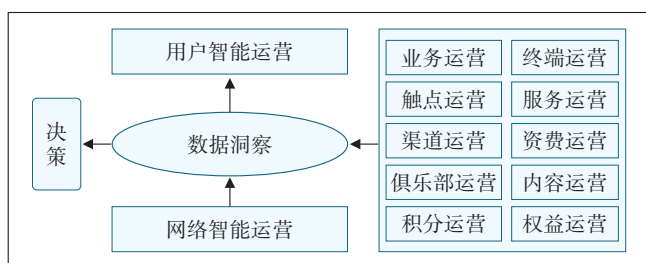 用户智能运营
决策
数据洞察
网络智能运营
业务运营
终端运营
触点运营
服务运营
渠道运营
资费运营
俱乐部运营
内容运营
积分运营
权益运营